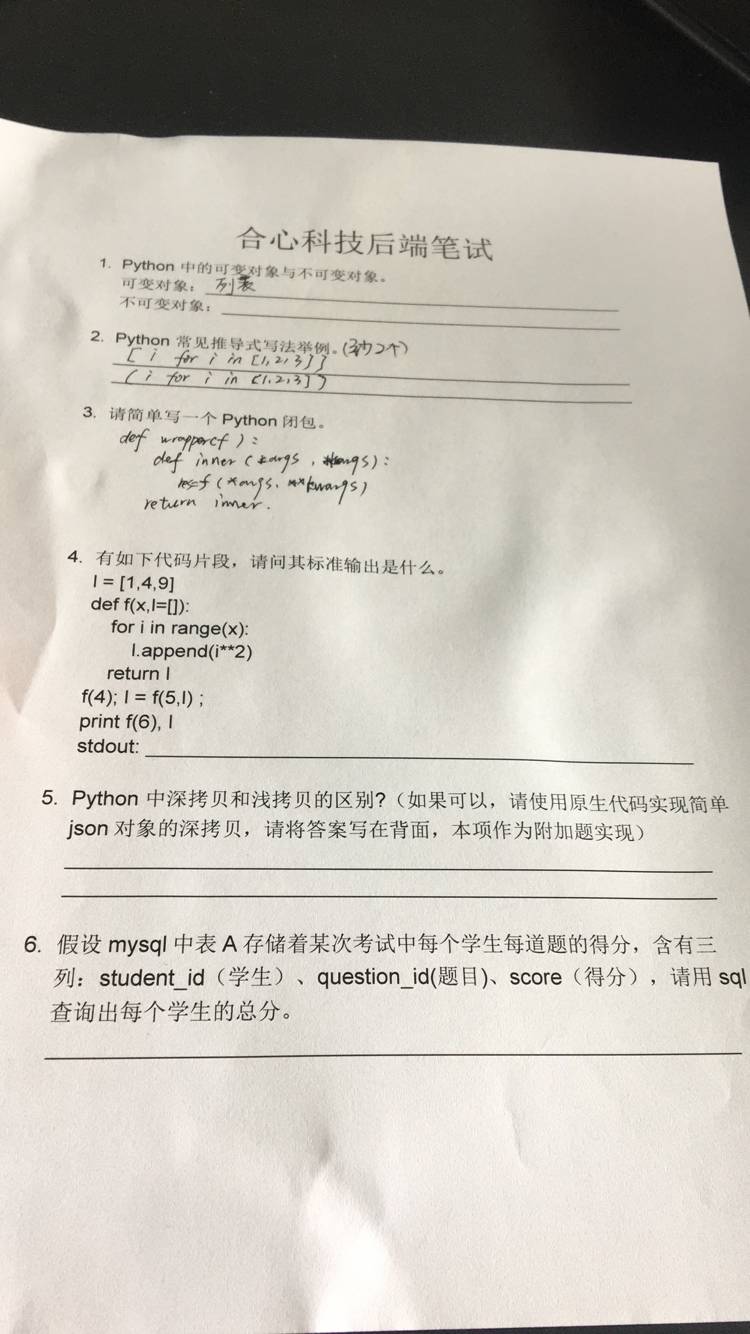 合心科技后端笔试
1. Python 中的可变对象与不可变对象。
可变对象: 列表
不可变对象:
2. Python 常见推导式写法举例。(至少2个)
[ i for i in [1,2,3]]
( i for i in [1,2,3])
3. 请简单写一个 Python 闭包。
def wrapper(f):
def inner(*args, **kwargs):
res=f(*args, **kwargs)
return inner.
4. 有如下代码片段，请问其标准输出是什么。
l = [1,4,9]
def f(x,l=[]):
for i in range(x):
l.append(i**2)
return l
f(4); l = f(5,l) ;
print f(6), l
stdout:
5. Python 中深拷贝和浅拷贝的区别?（如果可以，请使用原生代码实现简单
json 对象的深拷贝，请将答案写在背面，本项作为附加题实现）
6. 假设 mysql 中表 A 存储着某次考试中每个学生每道题的得分，含有三
列：student_id（学生）、question_id(题目)、score（得分），请用 sql
查询出每个学生的总分。